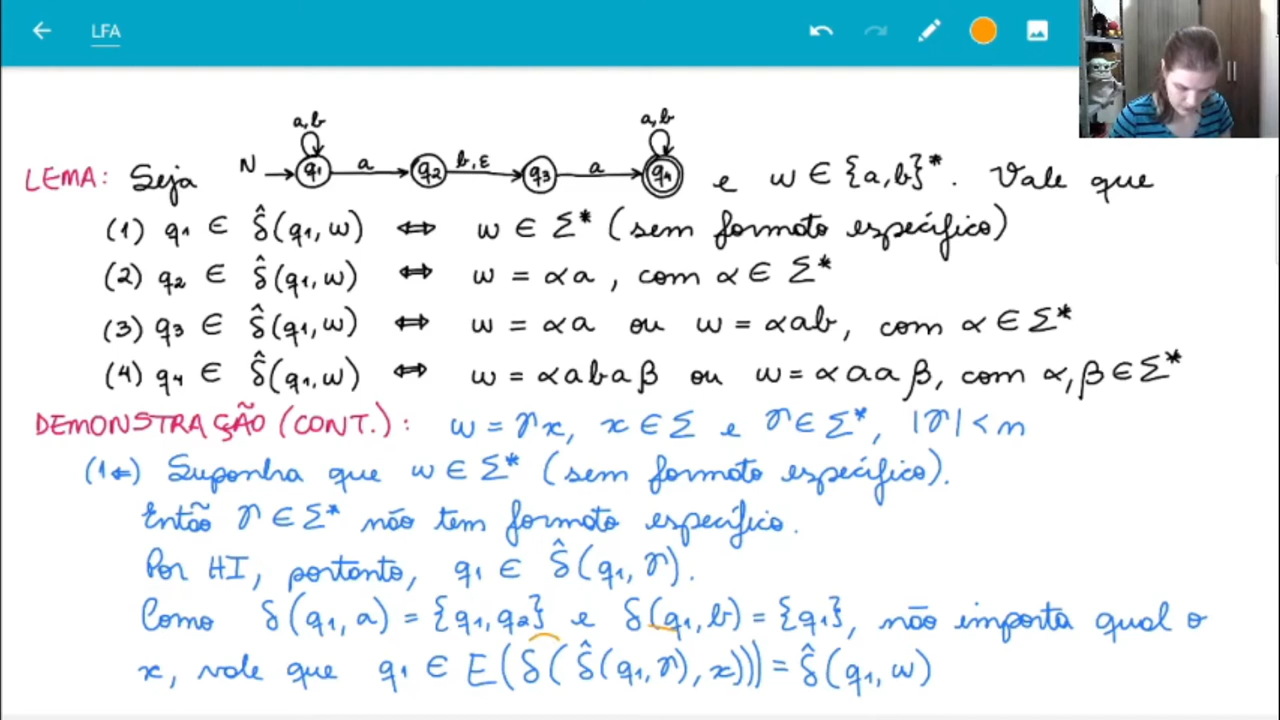 LFA
a,b a,b
LEMA: Seja N → q1 a q2 b,ε q3 a q4 e w ∈ {a,b}*. Vale que
(1) q1 ∈ δ̂(q1,w) ⇔ w ∈ Σ* (sem formato específico)
(2) q2 ∈ δ̂(q1,w) ⇔ w = αa, com α ∈ Σ*
(3) q3 ∈ δ̂(q1,w) ⇔ w = αa ou w = αab, com α ∈ Σ*
(4) q4 ∈ δ̂(q1,w) ⇔ w = αabaβ ou w = αaaβ, com α,β ∈ Σ*
DEMONSTRAÇÃO (CONT.): w = γx, x ∈ Σ e γ ∈ Σ*, |γ| < n
(1⇐) Suponha que w ∈ Σ* (sem formato específico).
Então γ ∈ Σ* não tem formato específico.
Por HI, portanto, q1 ∈ δ̂(q1,γ).
Como δ(q1,a) = {q1,q2} e δ(q1,b) = {q1}, não importa qual o
x, vale que q1 ∈ E(δ(δ̂(q1,γ),x))) = δ̂(q1,w)